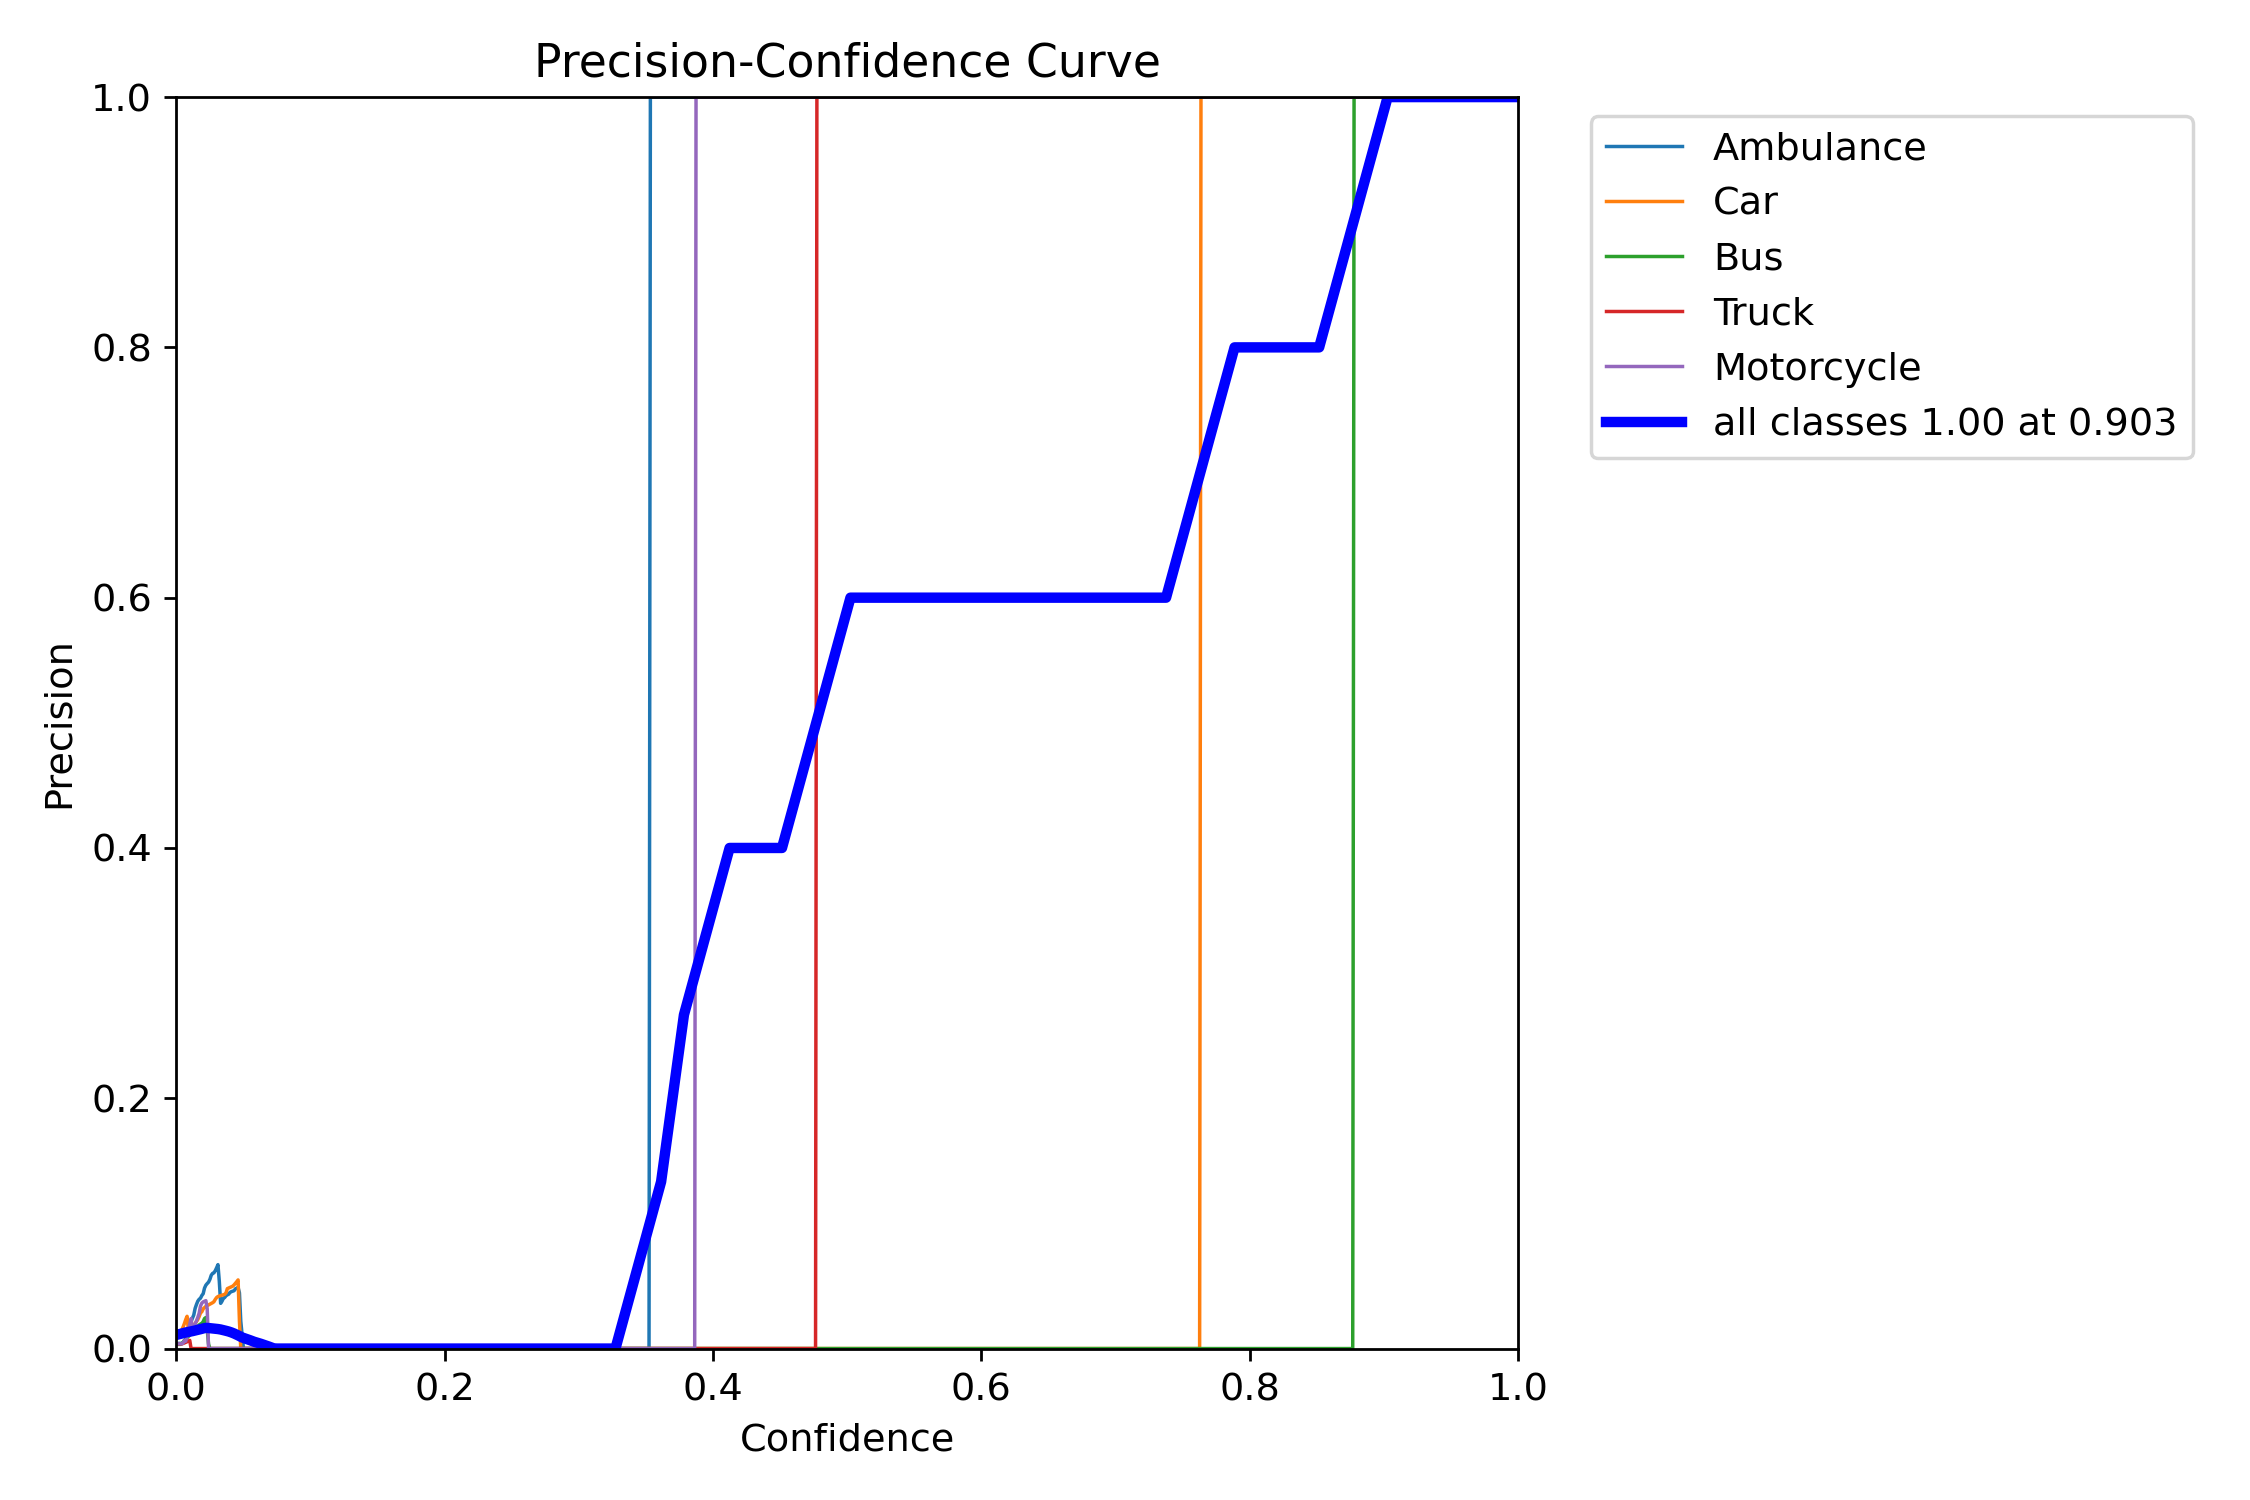 Precision-Confidence Curve
1.0
0.8
0.6
0.4
0.2
0.0
Precision
0.0 0.2 0.4 0.6 0.8 1.0
Confidence
Ambulance
Car
Bus
Truck
Motorcycle
all classes 1.00 at 0.903